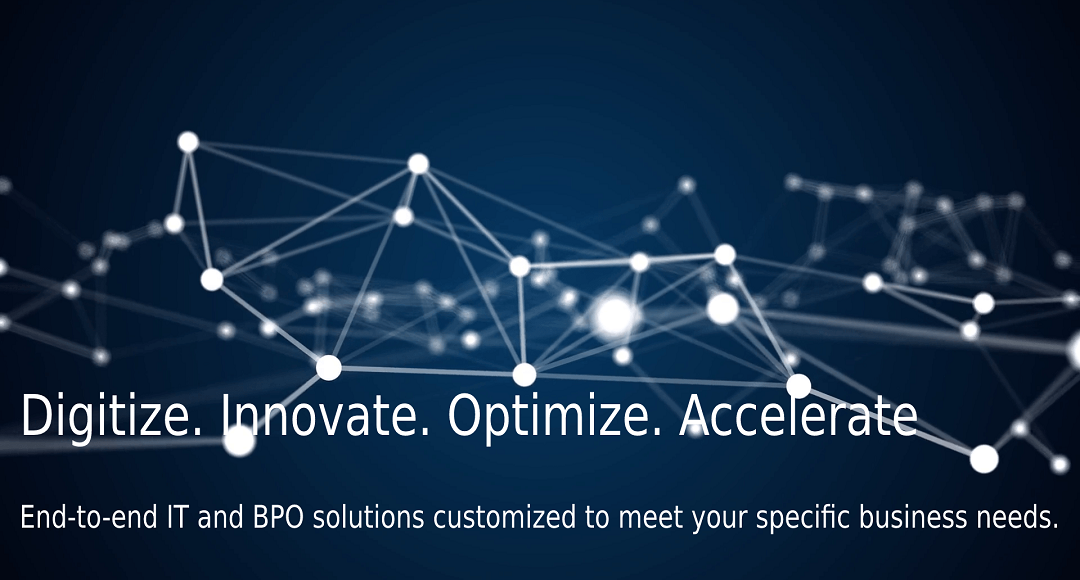 Digitize. Innovate. Optimize. Accelerate
End-to-end IT and BPO solutions customized to meet your specific business needs.